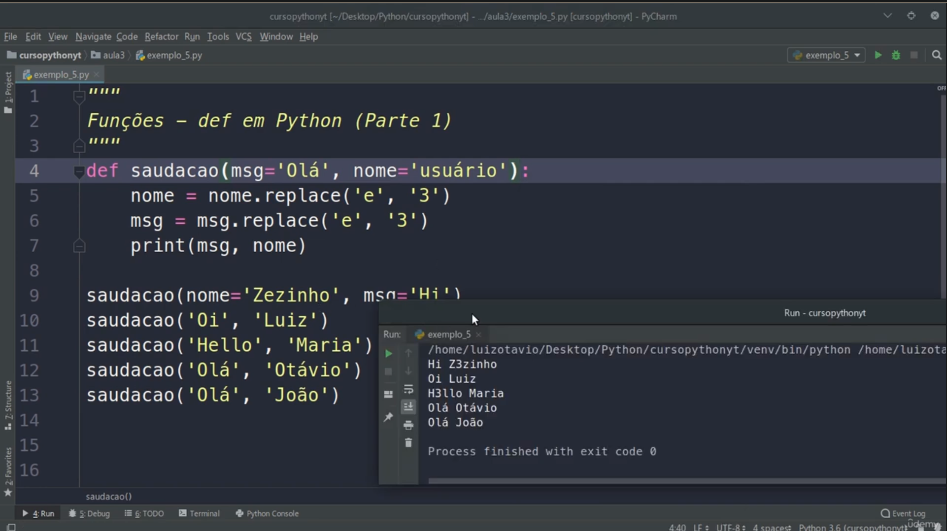 cursopythonyt [~/Desktop/Python/cursopythonyt] - .../aula3/exemplo_5.py [cursopythonyt] - PyCharm
File Edit View Navigate Code Refactor Run Tools VCS Window Help
cursopythonyt aula3 exemplo_5.py exemplo_5
exemplo_5.py
1: Project
1 """
2 Funções - def em Python (Parte 1)
3 """
4 def saudacao(msg='Olá', nome='usuário'):
5 nome = nome.replace('e', '3')
6 msg = msg.replace('e', '3')
7 print(msg, nome)
8
9 saudacao(nome='Zezinho', msg='Hi')
10 saudacao('Oi', 'Luiz')
11 saudacao('Hello', 'Maria')
12 saudacao('Olá', 'Otávio')
13 saudacao('Olá', 'João')
14
15
16
Run - cursopythonyt
Run: exemplo_5
/home/luizotavio/Desktop/Python/cursopythonyt/venv/bin/python /home/luizota
Hi Z3zinho
Oi Luiz
H3llo Maria
Olá Otávio
Olá João
Process finished with exit code 0
7: Structure
2: Favorites
saudacao()
4: Run 5: Debug 6: TODO Terminal Python Console Event Log
4:40 LF UTF-8 4 spaces Python 3.6 (cursopythonyt)
udemy